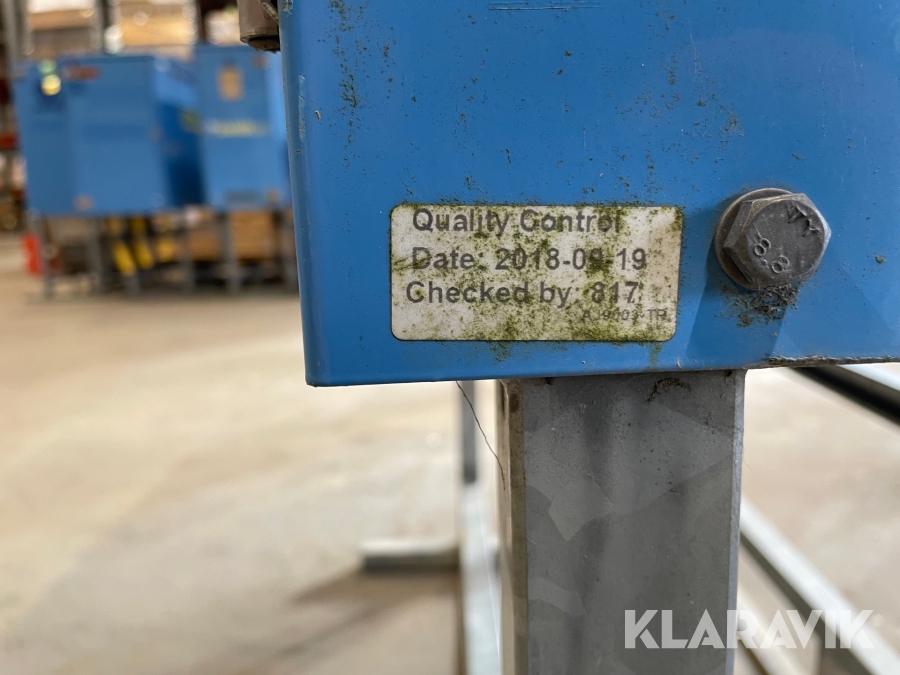 Quality Control
Date: 2018-09-19
Checked by: 817
8.8
KLARAVIK